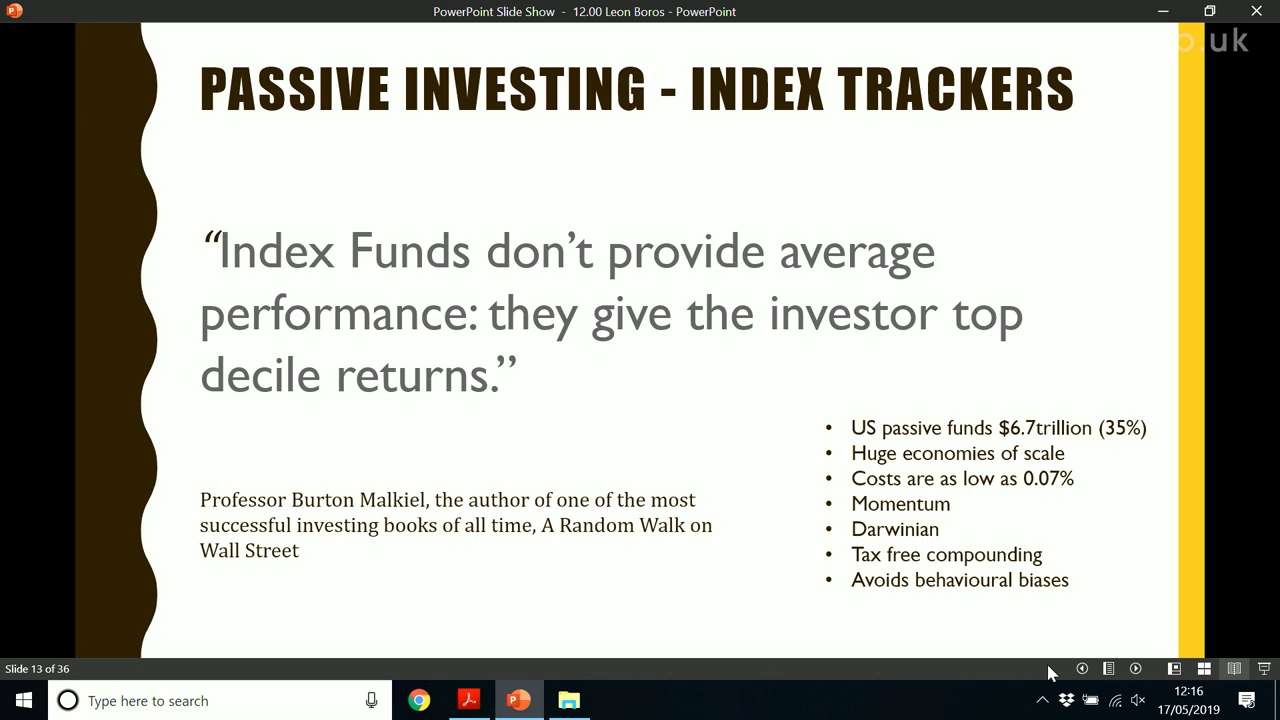 PowerPoint Slide Show - 12.00 Leon Boros - PowerPoint
o.uk
PASSIVE INVESTING - INDEX TRACKERS
“Index Funds don’t provide average
performance: they give the investor top
decile returns.”
Professor Burton Malkiel, the author of one of the most
successful investing books of all time, A Random Walk on
Wall Street
• US passive funds $6.7trillion (35%)
• Huge economies of scale
• Costs are as low as 0.07%
• Momentum
• Darwinian
• Tax free compounding
• Avoids behavioural biases
Slide 13 of 36
Type here to search
12:16
17/05/2019